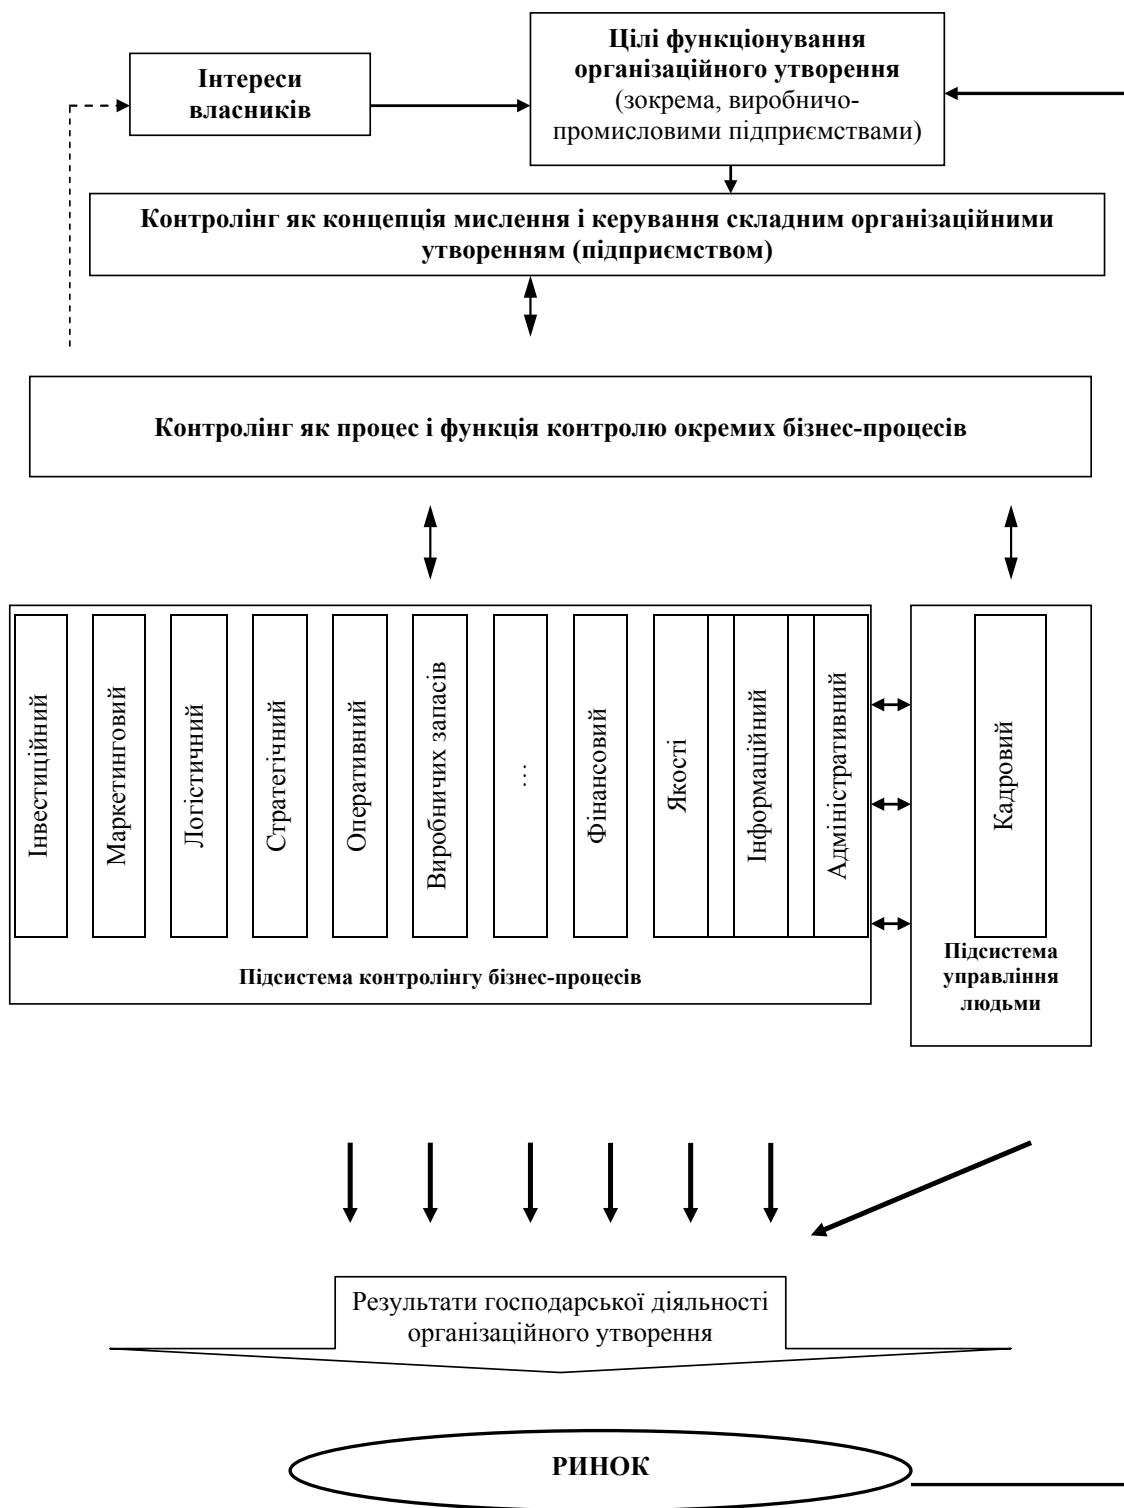 Інтереси
власників
Цілі функціонування
організаційного утворення
(зокрема, виробничо-
промисловими підприємствами)
Контролінг як концепція мислення і керування складним організаційними
утворенням (підприємством)
Контролінг як процес і функція контролю окремих бізнес-процесів
Інвестиційний
Маркетинговий
Логістичний
Стратегічний
Оперативний
Виробничих запасів
…
Фінансовий
Якості
Інформаційний
Адміністративний
Підсистема контролінгу бізнес-процесів
Кадровий
Підсистема
управління
людьми
Результати господарської діяльності
організаційного утворення
РИНОК